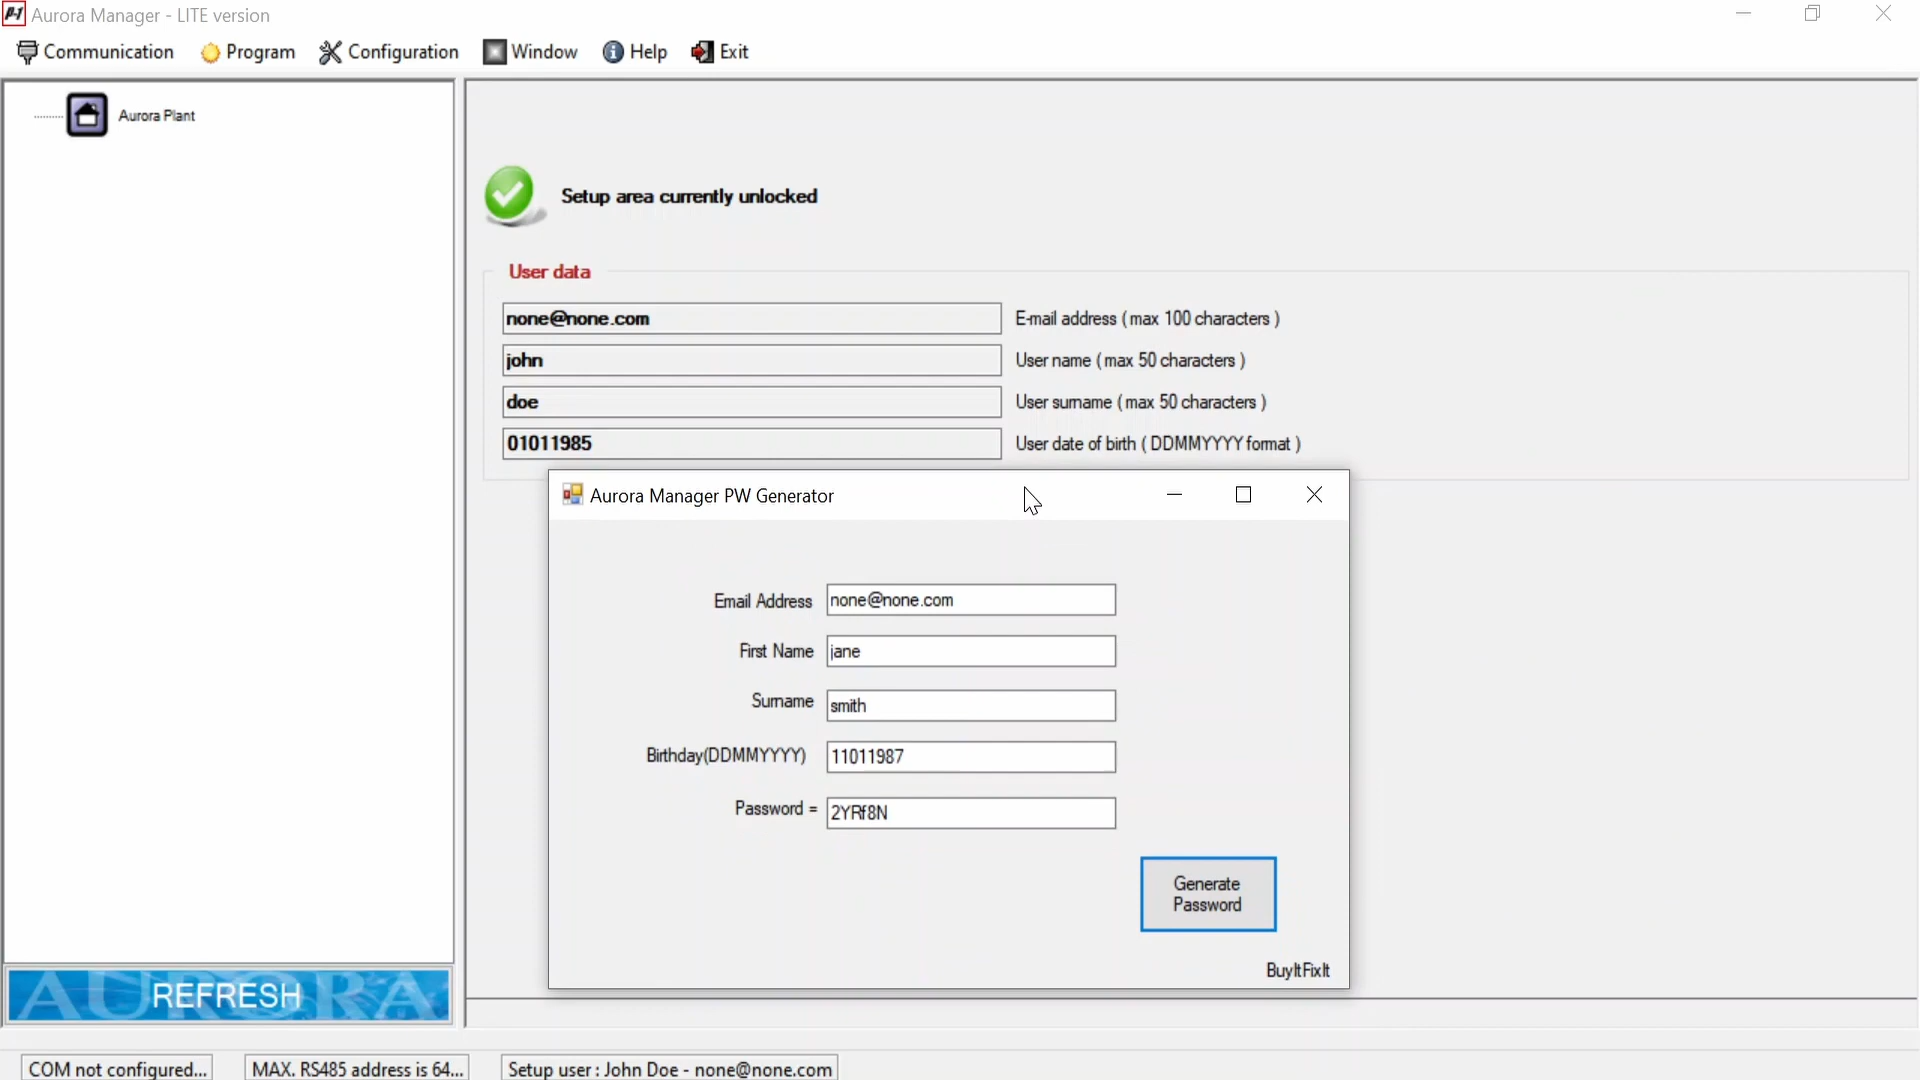 Aurora Manager - LITE version
Communication Program Configuration Window Help Exit
Aurora Plant
Setup area currently unlocked
User data
none@none.com E-mail address ( max 100 characters )
john User name ( max 50 characters )
doe User surname ( max 50 characters )
01011985 User date of birth ( DDMMYYYY format )
Aurora Manager PW Generator
Email Address none@none.com
First Name jane
Surname smith
Birthday(DDMMYYYY) 11011987
Password = 2YRf8N
Generate
Password
BuyItFixIt
AURORA
REFRESH
COM not configured... MAX. RS485 address is 64... Setup user : John Doe - none@none.com